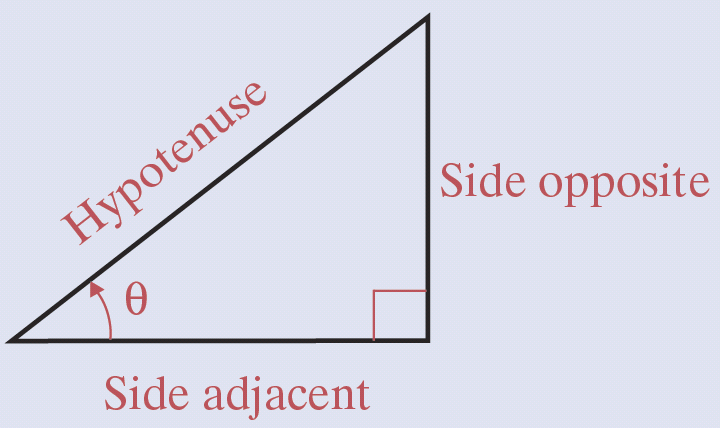 Hypotenuse
Side opposite
θ
Side adjacent